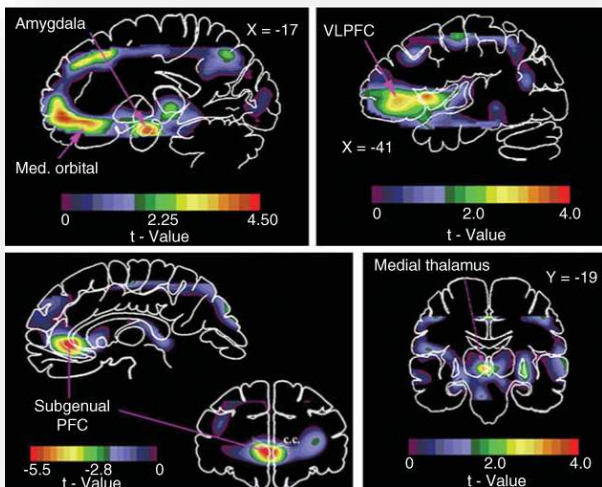 Amygdala
X = -17
Med. orbital
0 2.25 4.50
t - Value
VLPFC
X = -41
0 2.0 4.0
t - Value
Subgenual
PFC
c.c.
-5.5 -2.8 0
t - Value
Medial thalamus
Y = -19
0 2.0 4.0
t - Value